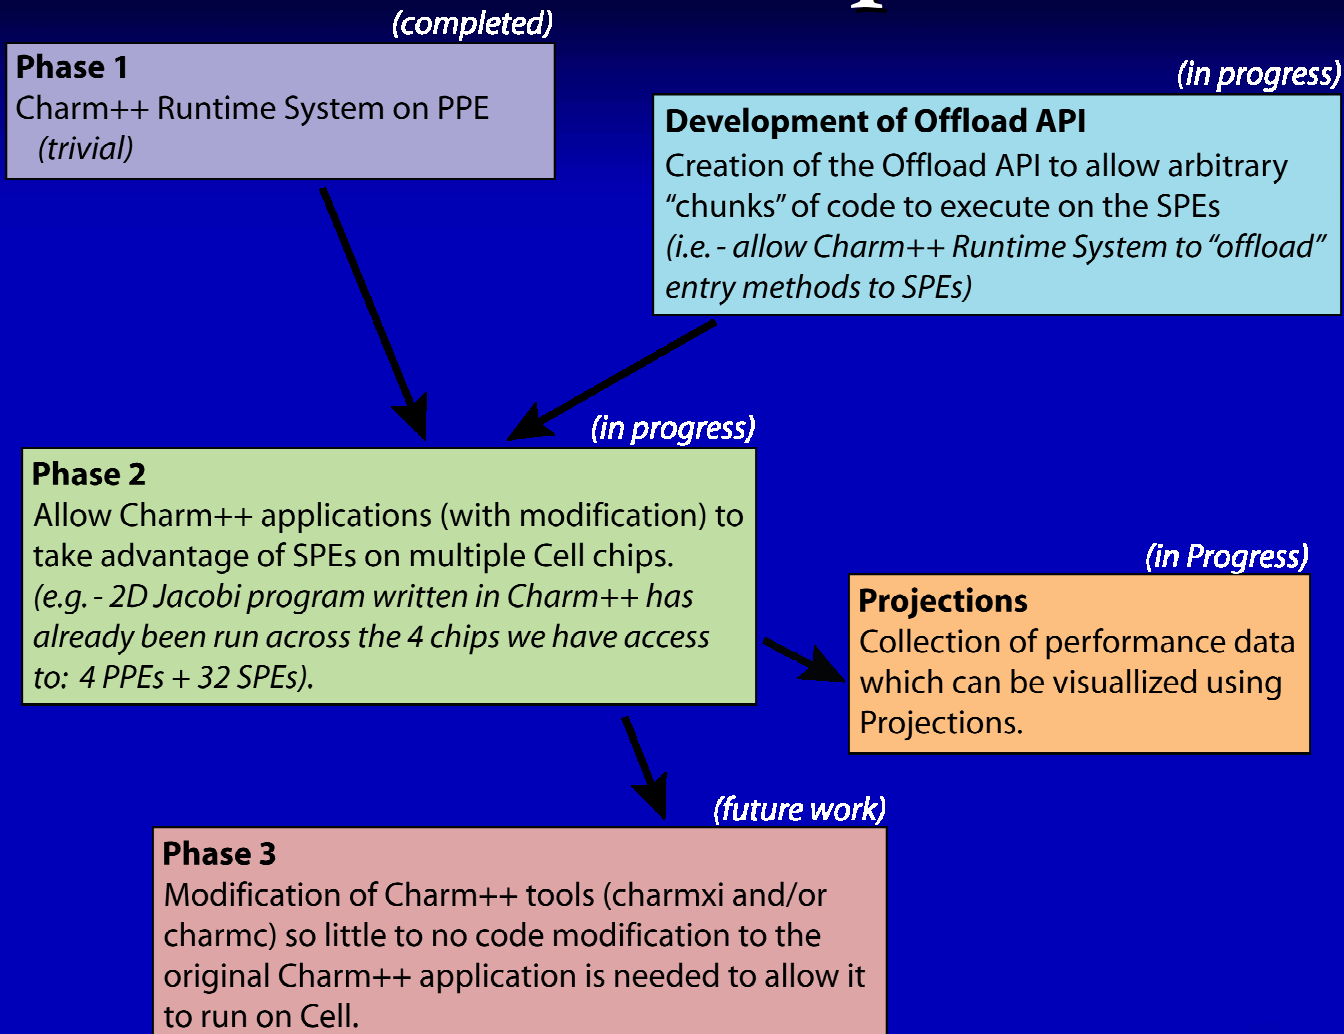 (completed)
Phase 1
Charm++ Runtime System on PPE
(trivial)
(in progress)
Development of Offload API
Creation of the Offload API to allow arbitrary
“chunks” of code to execute on the SPEs
(i.e. - allow Charm++ Runtime System to “offload”
entry methods to SPEs)
(in progress)
Phase 2
Allow Charm++ applications (with modification) to
take advantage of SPEs on multiple Cell chips.
(e.g. - 2D Jacobi program written in Charm++ has
already been run across the 4 chips we have access
to:  4 PPEs + 32 SPEs).
(in Progress)
Projections
Collection of performance data
which can be visuallized using
Projections.
(future work)
Phase 3
Modification of Charm++ tools (charmxi and/or
charmc) so little to no code modification to the
original Charm++ application is needed to allow it
to run on Cell.